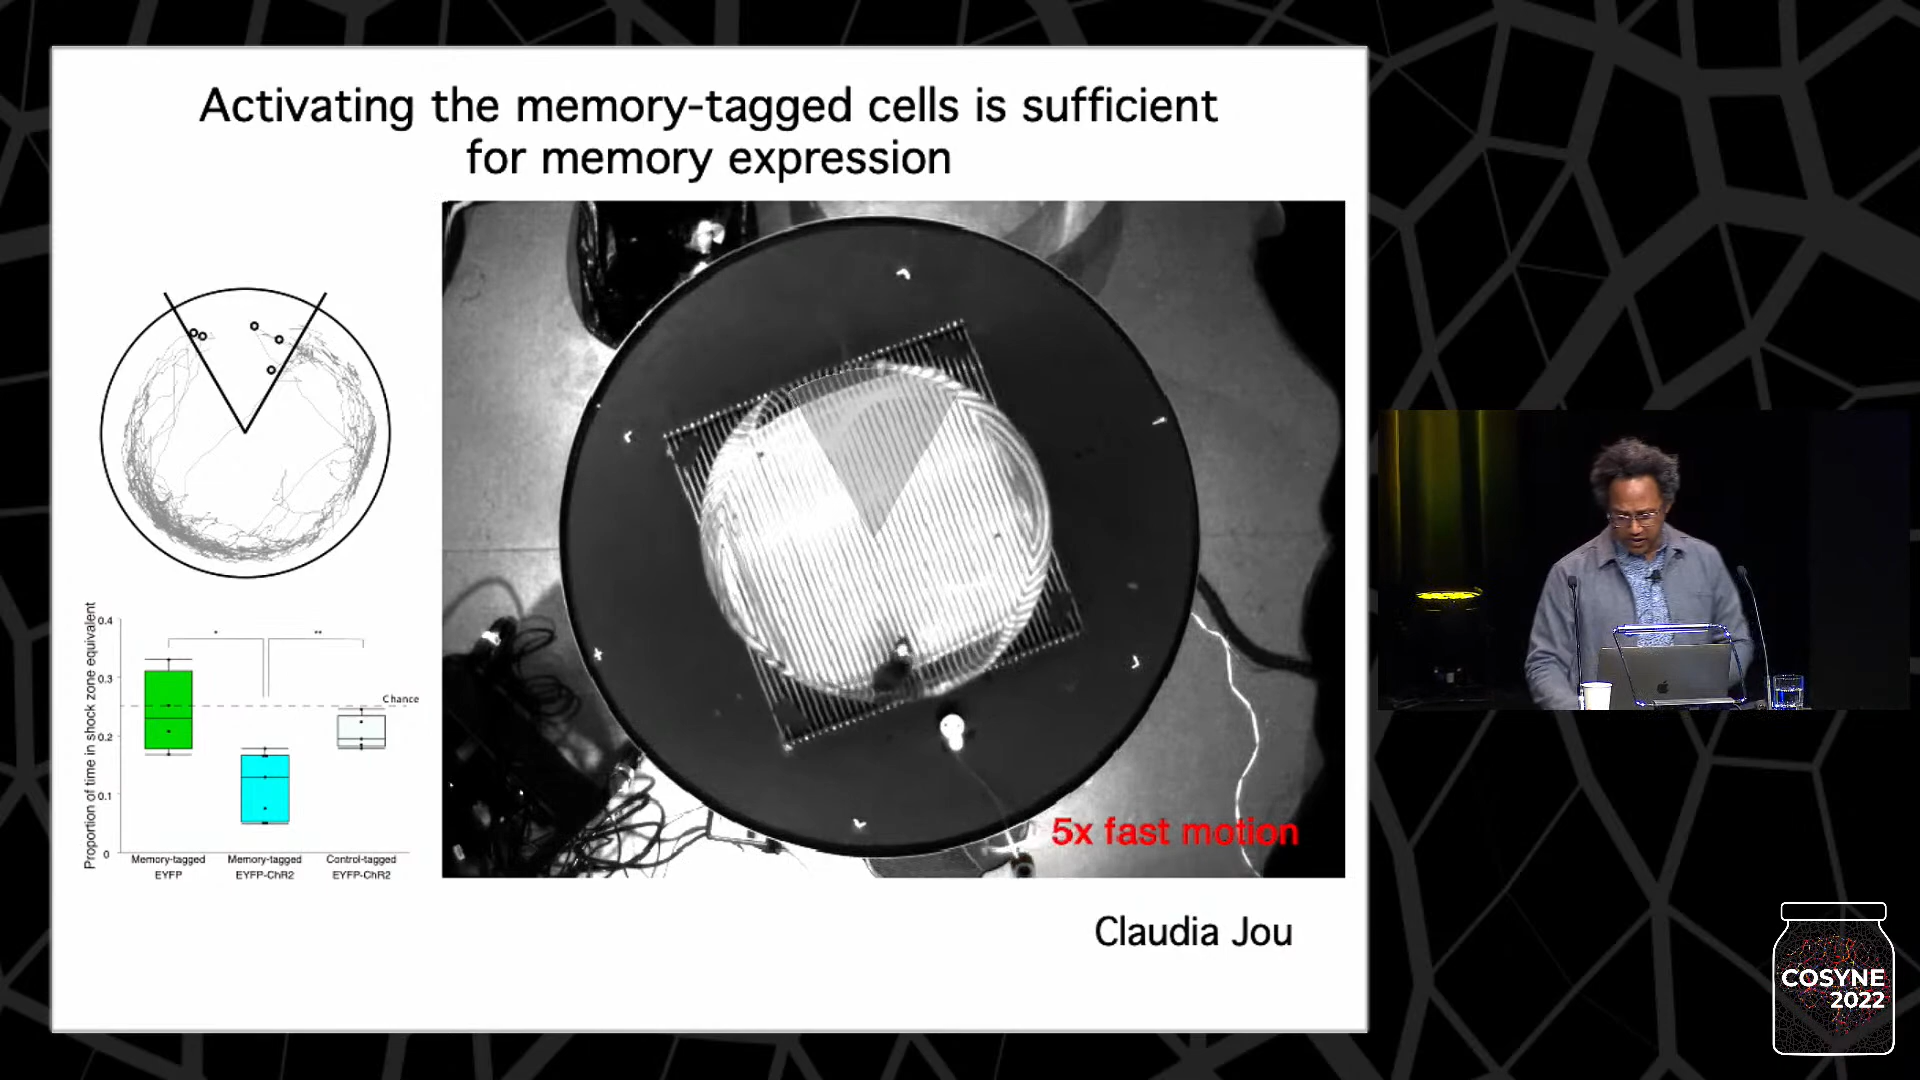 Activating the memory-tagged cells is sufficient
for memory expression
Proportion of time in shock zone equivalent
0.4
0.3
0.2
0.1
0
*
**
Chance
Memory-tagged
EYFP
Memory-tagged
EYFP-ChR2
Control-tagged
EYFP-ChR2
5x fast motion
Claudia Jou
COSYNE
2022